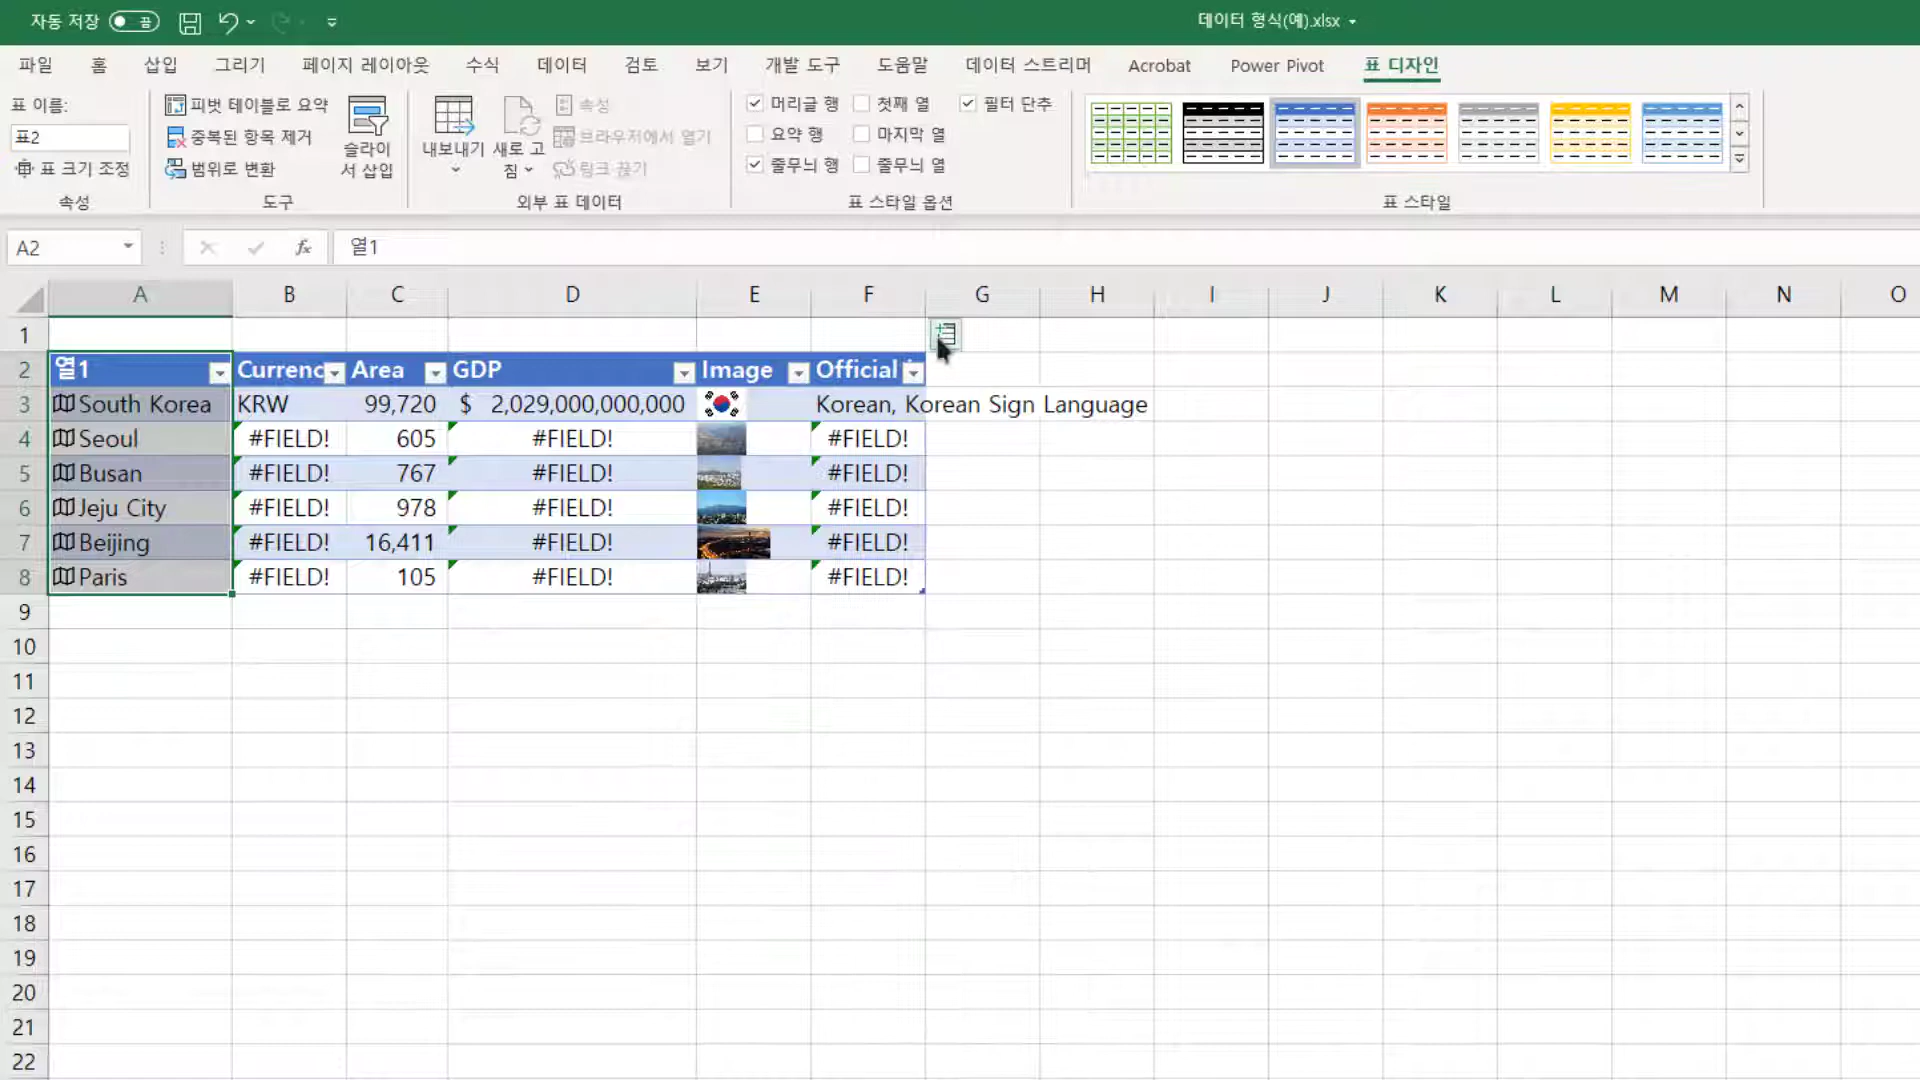 자동 저장 끔 데이터 형식(예).xlsx
파일 홈 삽입 그리기 페이지 레이아웃 수식 데이터 검토 보기 개발 도구 도움말 데이터 스트리머 Acrobat Power Pivot 표 디자인
표 이름:
표2
표 크기 조정
속성
피벗 테이블로 요약
중복된 항목 제거
범위로 변환
슬라이
서 삽입
도구
내보내기
새로 고
침
속성
브라우저에서 열기
링크 끊기
외부 표 데이터
머리글 행 첫째 열 필터 단추
요약 행 마지막 열
줄무늬 행 줄무늬 열
표 스타일 옵션
표 스타일
A2 fx 열1
A B C D E F G H I J K L M N O
1
2 열1 Currenc Area GDP Image Official
3 South Korea KRW 99,720 $ 2,029,000,000,000 Korean, Korean Sign Language
4 Seoul #FIELD! 605 #FIELD! #FIELD!
5 Busan #FIELD! 767 #FIELD! #FIELD!
6 Jeju City #FIELD! 978 #FIELD! #FIELD!
7 Beijing #FIELD! 16,411 #FIELD! #FIELD!
8 Paris #FIELD! 105 #FIELD! #FIELD!
9
10
11
12
13
14
15
16
17
18
19
20
21
22